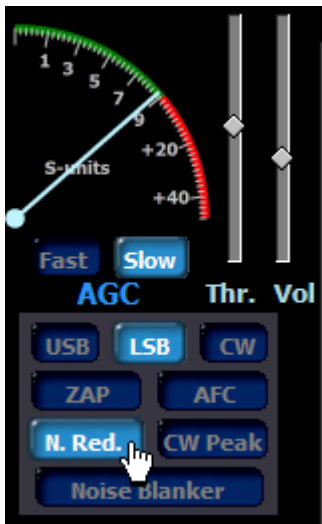 1 3 5 7 9
+20
S-units
+40
Fast Slow
AGC Thr. Vol
USB LSB CW
ZAP AFC
N. Red. CW Peak
Noise Blanker